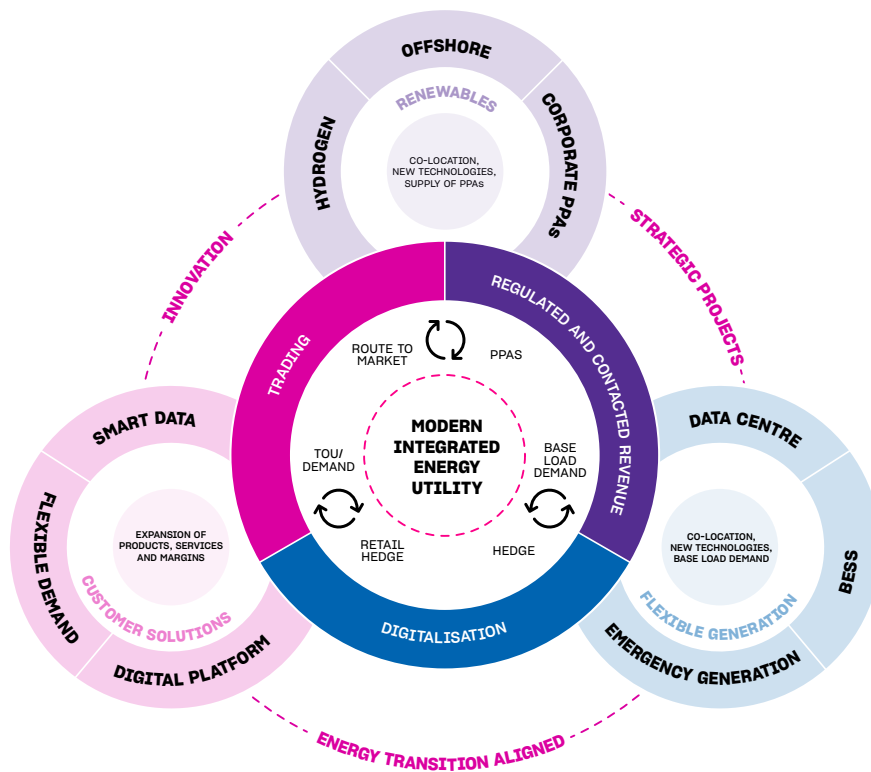 OFFSHORE
HYDROGEN
CORPORATE PPAs
RENEWABLES
CO-LOCATION,
NEW TECHNOLOGIES,
SUPPLY OF PPAs
INNOVATION
STRATEGIC PROJECTS
TRADING
REGULATED AND CONTACTED REVENUE
ROUTE TO
MARKET
PPAS
MODERN
INTEGRATED
ENERGY
UTILITY
TOU/
DEMAND
BASE
LOAD
DEMAND
RETAIL
HEDGE
HEDGE
DIGITALISATION
SMART DATA
FLEXIBLE DEMAND
DIGITAL PLATFORM
EXPANSION OF
PRODUCTS, SERVICES
AND MARGINS
CUSTOMER SOLUTIONS
DATA CENTRE
BESS
EMERGENCY GENERATION
CO-LOCATION,
NEW TECHNOLOGIES,
BASE LOAD DEMAND
FLEXIBLE GENERATION
ENERGY TRANSITION ALIGNED